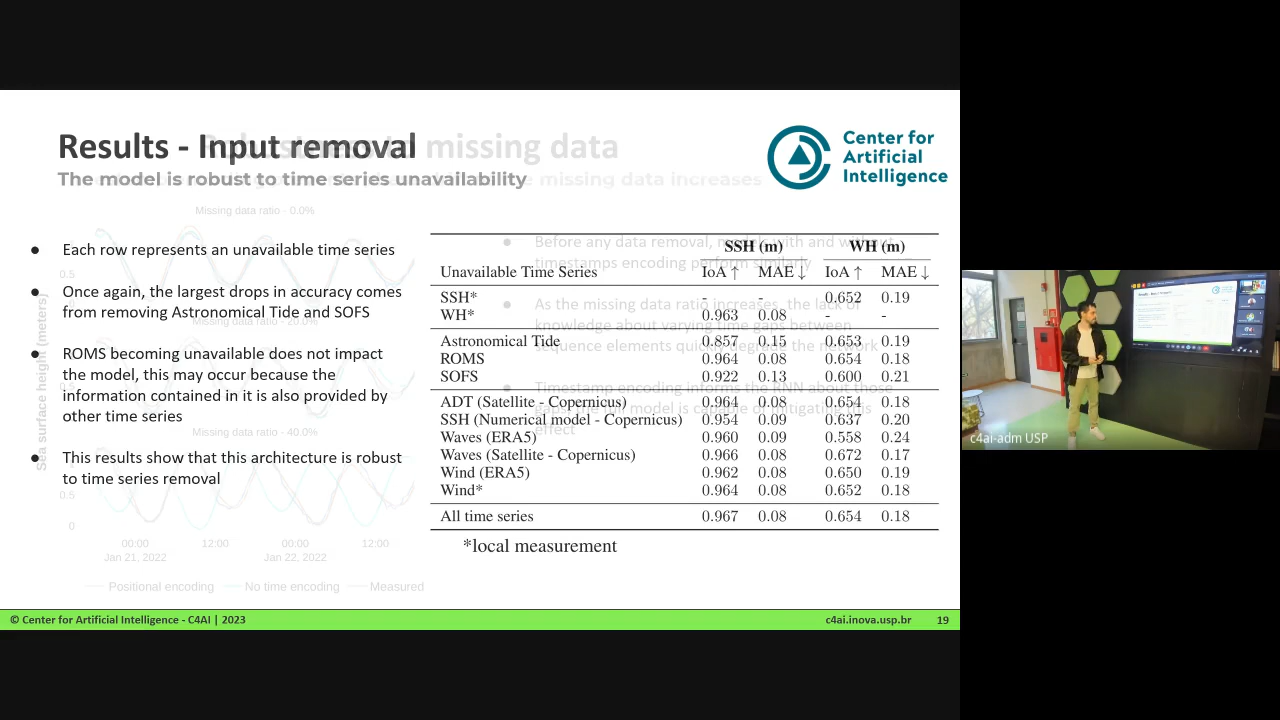 Results - Input removal
Robustness to missing data
The model is robust to time series unavailability
missing data increases
Center for
Artificial
Intelligence
Missing data ratio - 0.0%
● Each row represents an unavailable time series
● Once again, the largest drops in accuracy comes
from removing Astronomical Tide and SOFS
● ROMS becoming unavailable does not impact
the model, this may occur because the
information contained in it is also provided by
other time series
● This results show that this architecture is robust
to time series removal
SSH (m) WH (m)
Unavailable Time Series IoA ↑ MAE ↓ IoA ↑ MAE ↓
SSH* - - 0.652 0.19
WH* 0.963 0.08 - -
Astronomical Tide 0.857 0.15 0.653 0.19
ROMS 0.964 0.08 0.654 0.18
SOFS 0.922 0.13 0.600 0.21
ADT (Satellite - Copernicus) 0.964 0.08 0.654 0.18
SSH (Numerical model - Copernicus) 0.954 0.09 0.637 0.20
Waves (ERA5) 0.960 0.09 0.558 0.24
Waves (Satellite - Copernicus) 0.966 0.08 0.672 0.17
Wind (ERA5) 0.962 0.08 0.650 0.19
Wind* 0.964 0.08 0.652 0.18
All time series 0.967 0.08 0.654 0.18
*local measurement
● Before any data removal, with and
timestamps encoding perform similarly
● As the missing data ratio increases, the lack of
knowledge about varying time gaps between
sequence elements quickly degrade the network
● Timestamp encoding informs the RNN about those
gaps, the full model is capable of mitigating this
effect
Sea surface height (meters)
0.5
Missing data ratio - 20.0%
0.5
Missing data ratio - 40.0%
0.5
0
00:00 12:00 00:00 12:00
Jan 21, 2022 Jan 22, 2022
Positional encoding No time encoding Measured
© Center for Artificial Intelligence - C4AI | 2023
c4ai.inova.usp.br 19
c4ai-adm USP